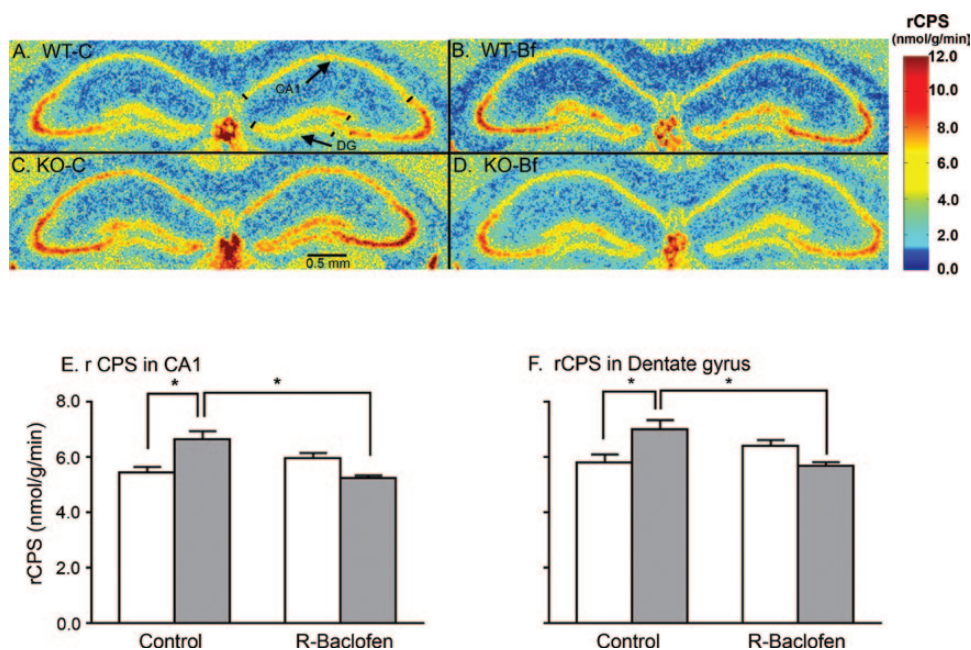 rCPS
(nmol/g/min)
A. WT-C
B. WT-Bf
CA1
DG
C. KO-C
D. KO-Bf
0.5 mm
12.0
10.0
8.0
6.0
4.0
2.0
0.0
E. r CPS in CA1
F. rCPS in Dentate gyrus
* *
* *
8.0
6.0
4.0
2.0
0.0
rCPS (nmol/g/min)
Control R-Baclofen
Control R-Baclofen